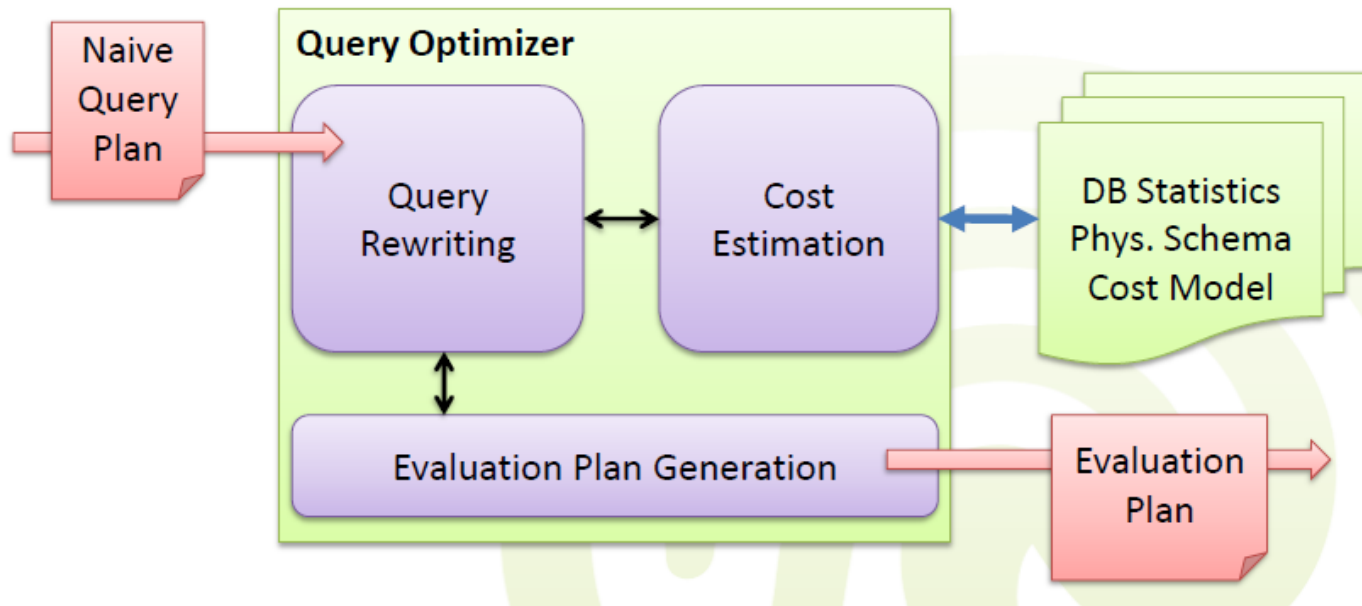 Naive
Query
Plan
Query Optimizer
Query
Rewriting
Cost
Estimation
DB Statistics
Phys. Schema
Cost Model
Evaluation Plan Generation
Evaluation
Plan